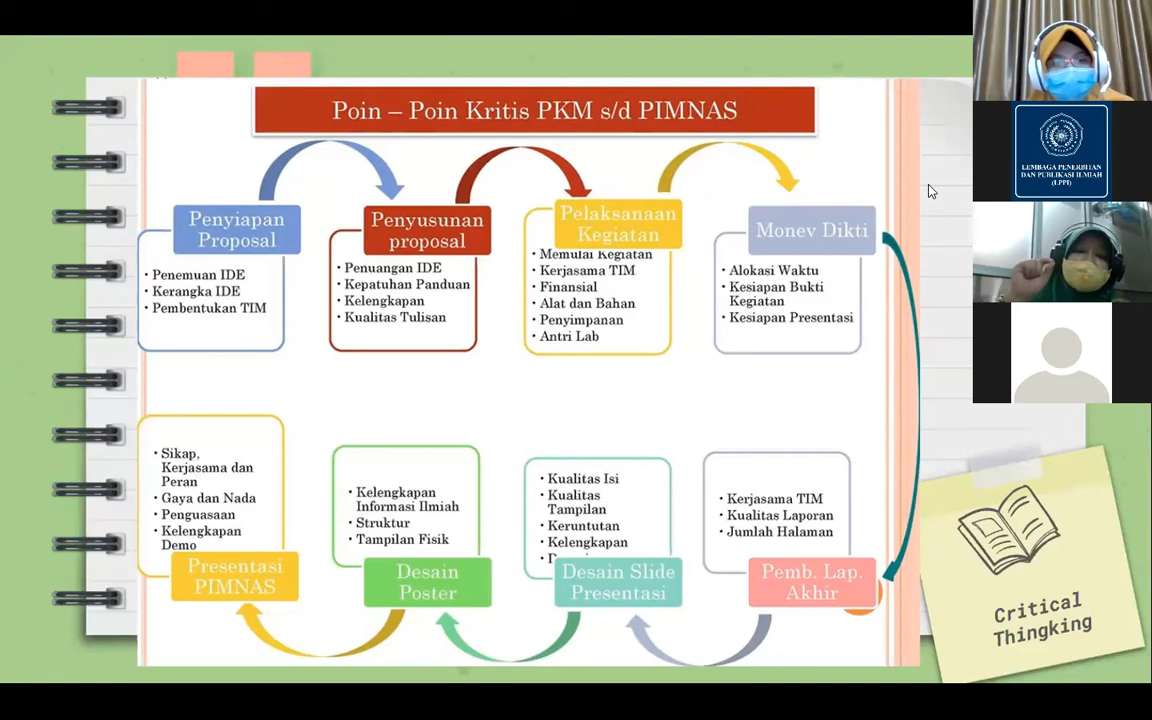 Poin – Poin Kritis PKM s/d PIMNAS
Penyiapan
Proposal
• Penemuan IDE
• Kerangka IDE
• Pembentukan TIM
Penyusunan
proposal
• Penuangan IDE
• Kepatuhan Panduan
• Kelengkapan
• Kualitas Tulisan
Pelaksanaan
Kegiatan
Memulai Kegiatan
• Kerjasama TIM
• Finansial
• Alat dan Bahan
• Penyimpanan
• Antri Lab
Monev Dikti
• Alokasi Waktu
• Kesiapan Bukti
Kegiatan
• Kesiapan Presentasi
• Sikap,
Kerjasama dan
Peran
• Gaya dan Nada
• Penguasaan
• Kelengkapan
Demo
Presentasi
PIMNAS
• Kelengkapan
Informasi Ilmiah
• Struktur
• Tampilan Fisik
Desain
Poster
• Kualitas Isi
• Kualitas
Tampilan
• Keruntutan
• Kelengkapan
Desain Slide
Presentasi
• Kerjasama TIM
• Kualitas Laporan
• Jumlah Halaman
Pemb. Lap.
Akhir
LEMBAGA PENERBITAN
DAN PUBLIKASI ILMIAH
(LPPI)
Critical
Thingking